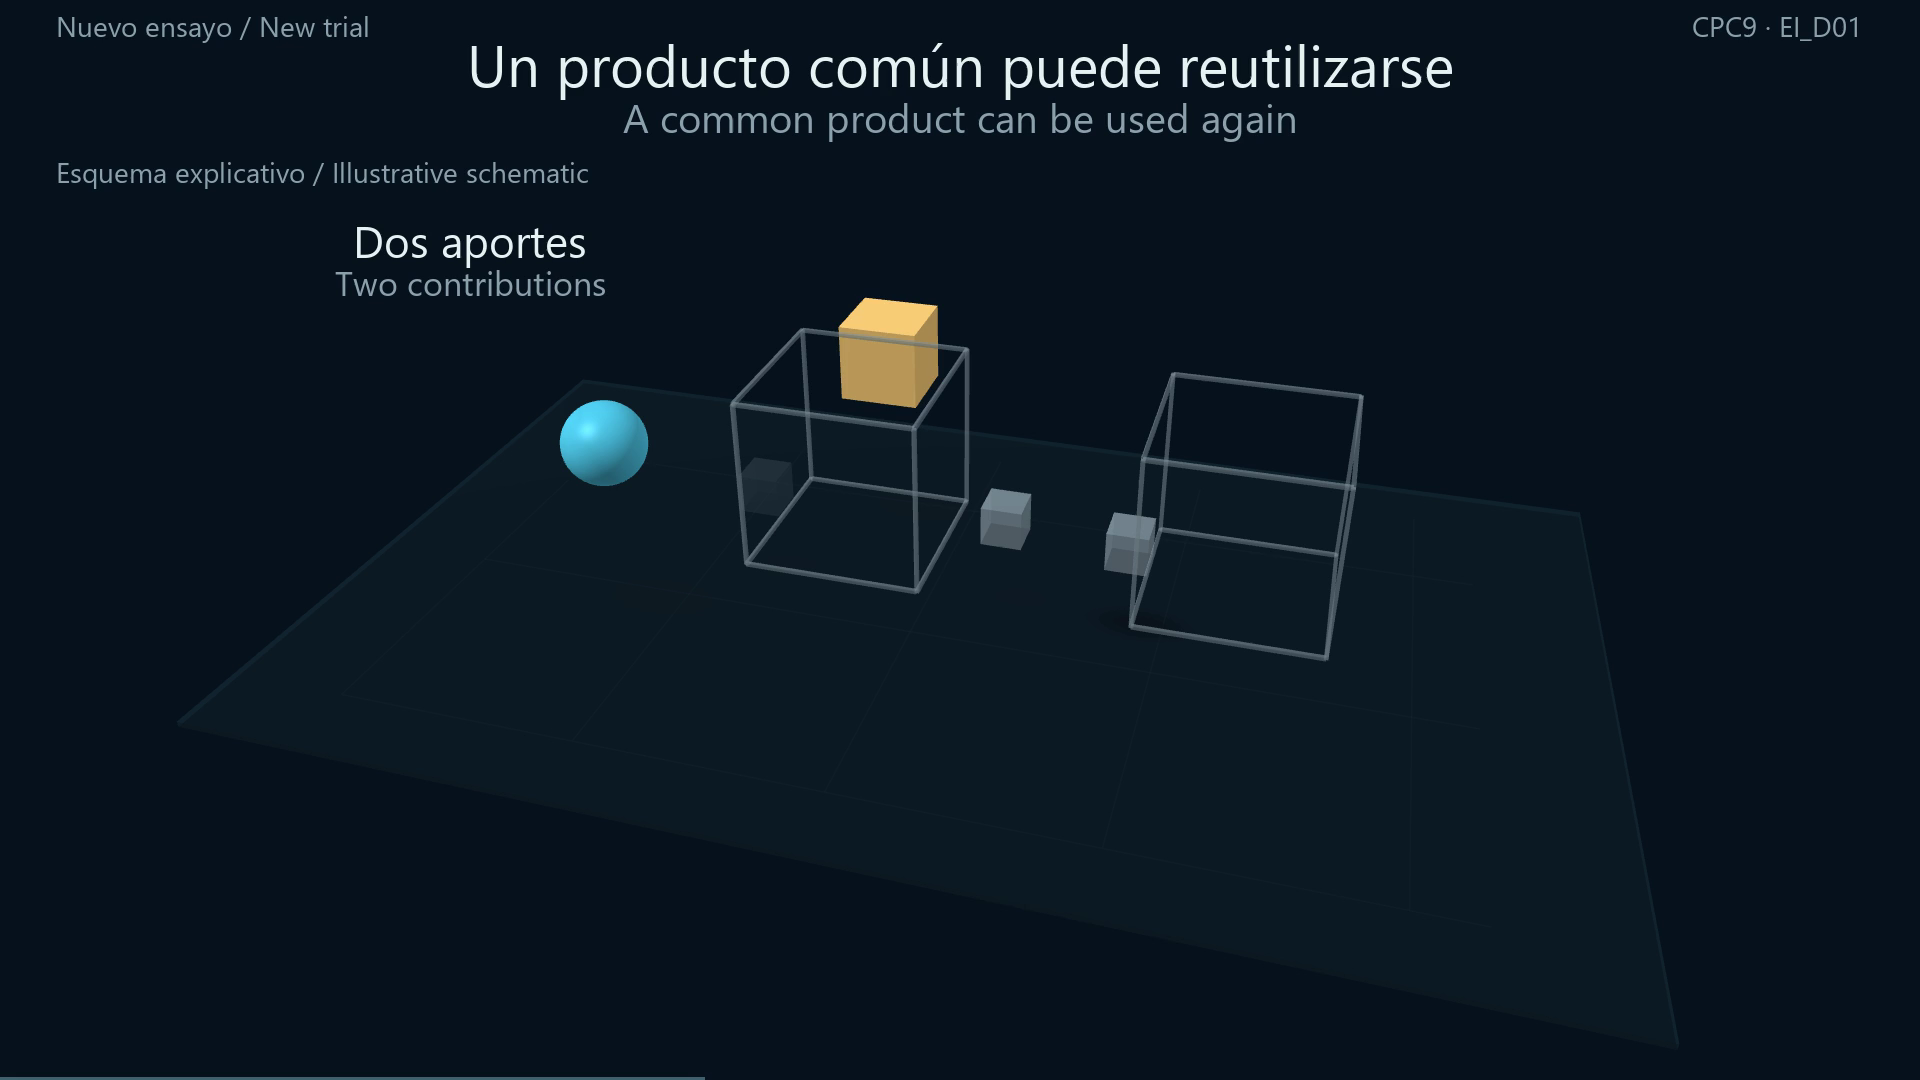 Nuevo ensayo / New trial
CPC9 · EI_D01
Un producto común puede reutilizarse
A common product can be used again
Esquema explicativo / Illustrative schematic
Dos aportes
Two contributions